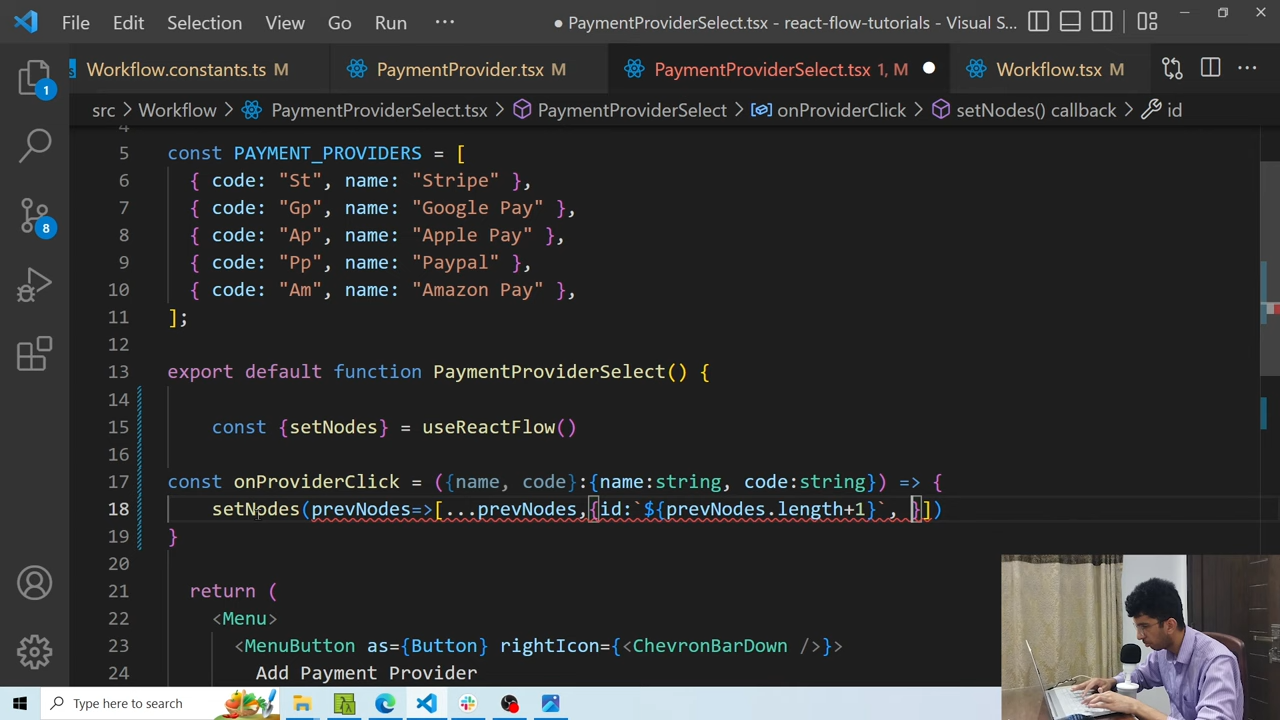 File Edit Selection View Go Run ··· ● PaymentProviderSelect.tsx - react-flow-tutorials - Visual S...
Workflow.constants.ts M PaymentProvider.tsx M PaymentProviderSelect.tsx 1, M Workflow.tsx M ···
src > Workflow > PaymentProviderSelect.tsx > PaymentProviderSelect > onProviderClick > setNodes() callback > id
1
8
4
5 const PAYMENT_PROVIDERS = [
6 { code: "St", name: "Stripe" },
7 { code: "Gp", name: "Google Pay" },
8 { code: "Ap", name: "Apple Pay" },
9 { code: "Pp", name: "Paypal" },
10 { code: "Am", name: "Amazon Pay" },
11 ];
12
13 export default function PaymentProviderSelect() {
14
15 const {setNodes} = useReactFlow()
16
17 const onProviderClick = ({name, code}:{name:string, code:string}) => {
18 setNodes(prevNodes=>[...prevNodes,{id:`${prevNodes.length+1}`, }])
19 }
20
21 return (
22 <Menu>
23 <MenuButton as={Button} rightIcon={<ChevronBarDown />}>
24 Add Payment Provider
Type here to search